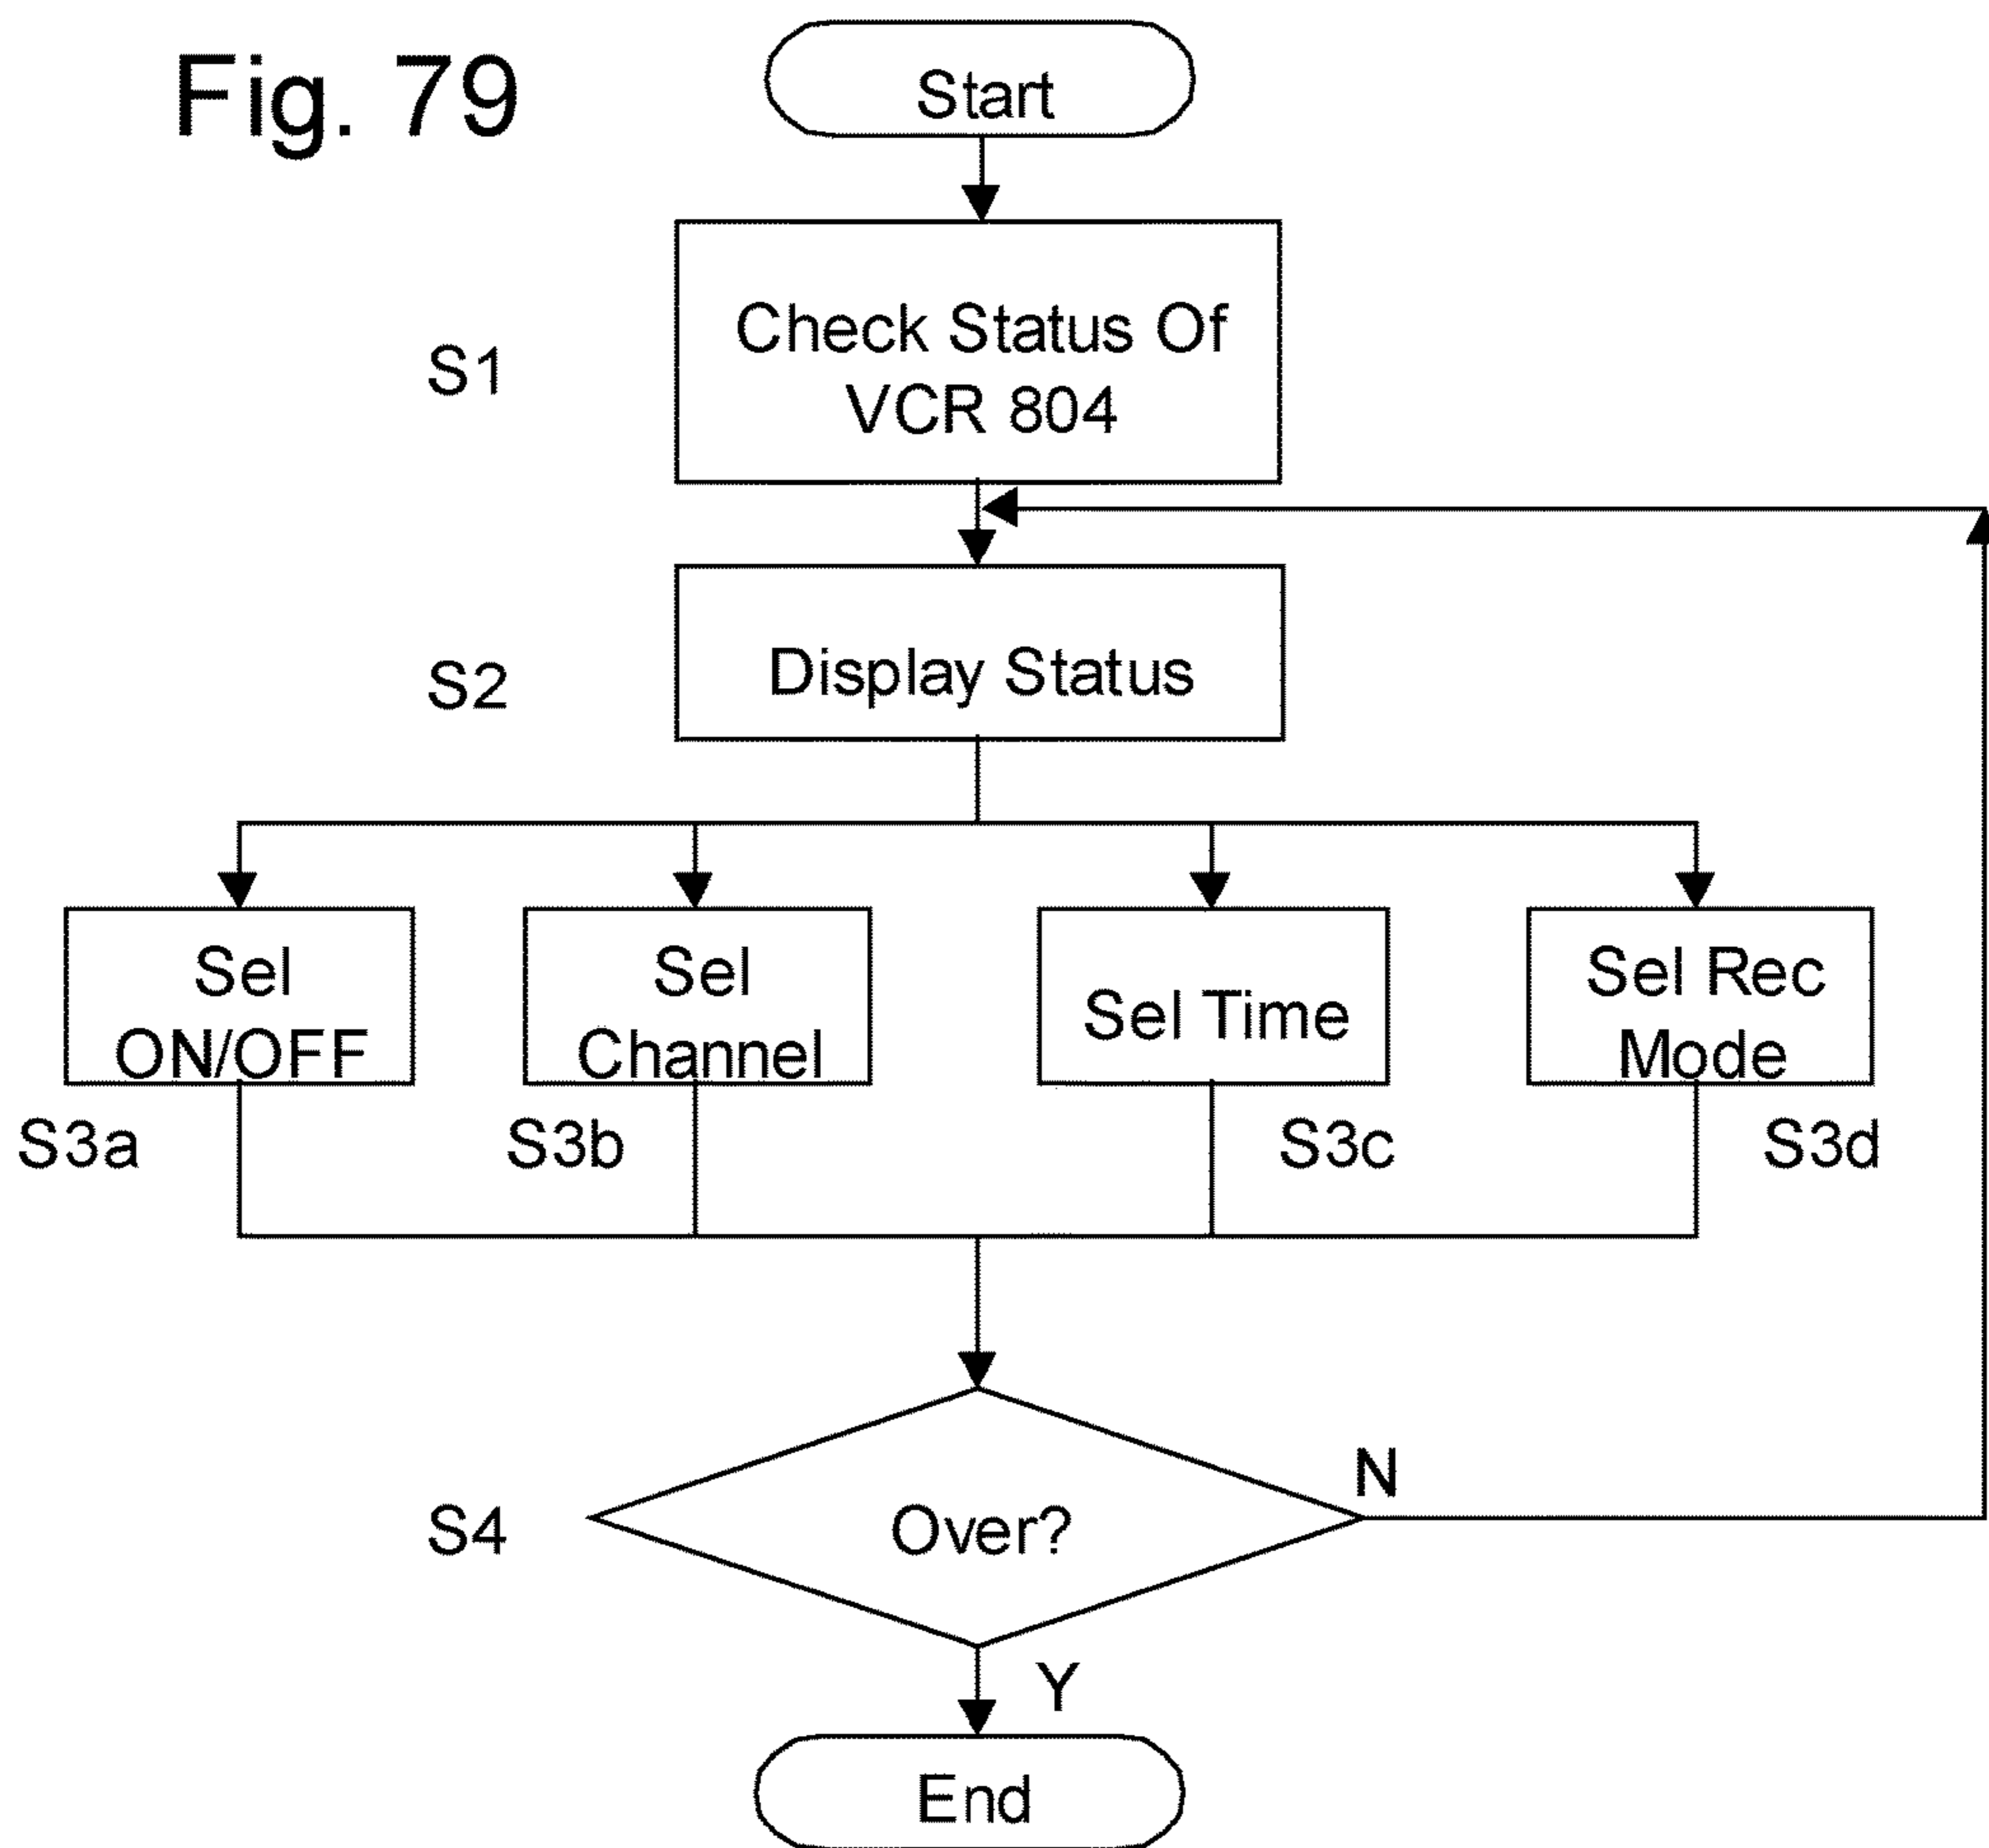 Fig. 79
Start
S1
Check Status Of
VCR 804
S2
Display Status
Sel
ON/OFF
Sel
Channel
Sel Time
Sel Rec
Mode
S3a
S3b
S3c
S3d
S4
Over?
N
Y
End